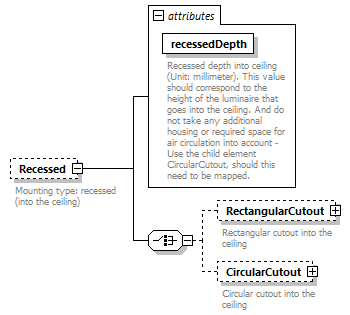 attributes
recessedDepth
Recessed depth into ceiling
(Unit: millimeter). This value
should correspond to the
height of the luminaire that
goes into the ceiling. And do
not take any additional
housing or required space for
air circulation into account -
Use the child element
CircularCutout, should this
need to be mapped.
Recessed
Mounting type: recessed
(into the ceiling)
RectangularCutout
Rectangular cutout into the
ceiling
CircularCutout
Circular cutout into the
ceiling